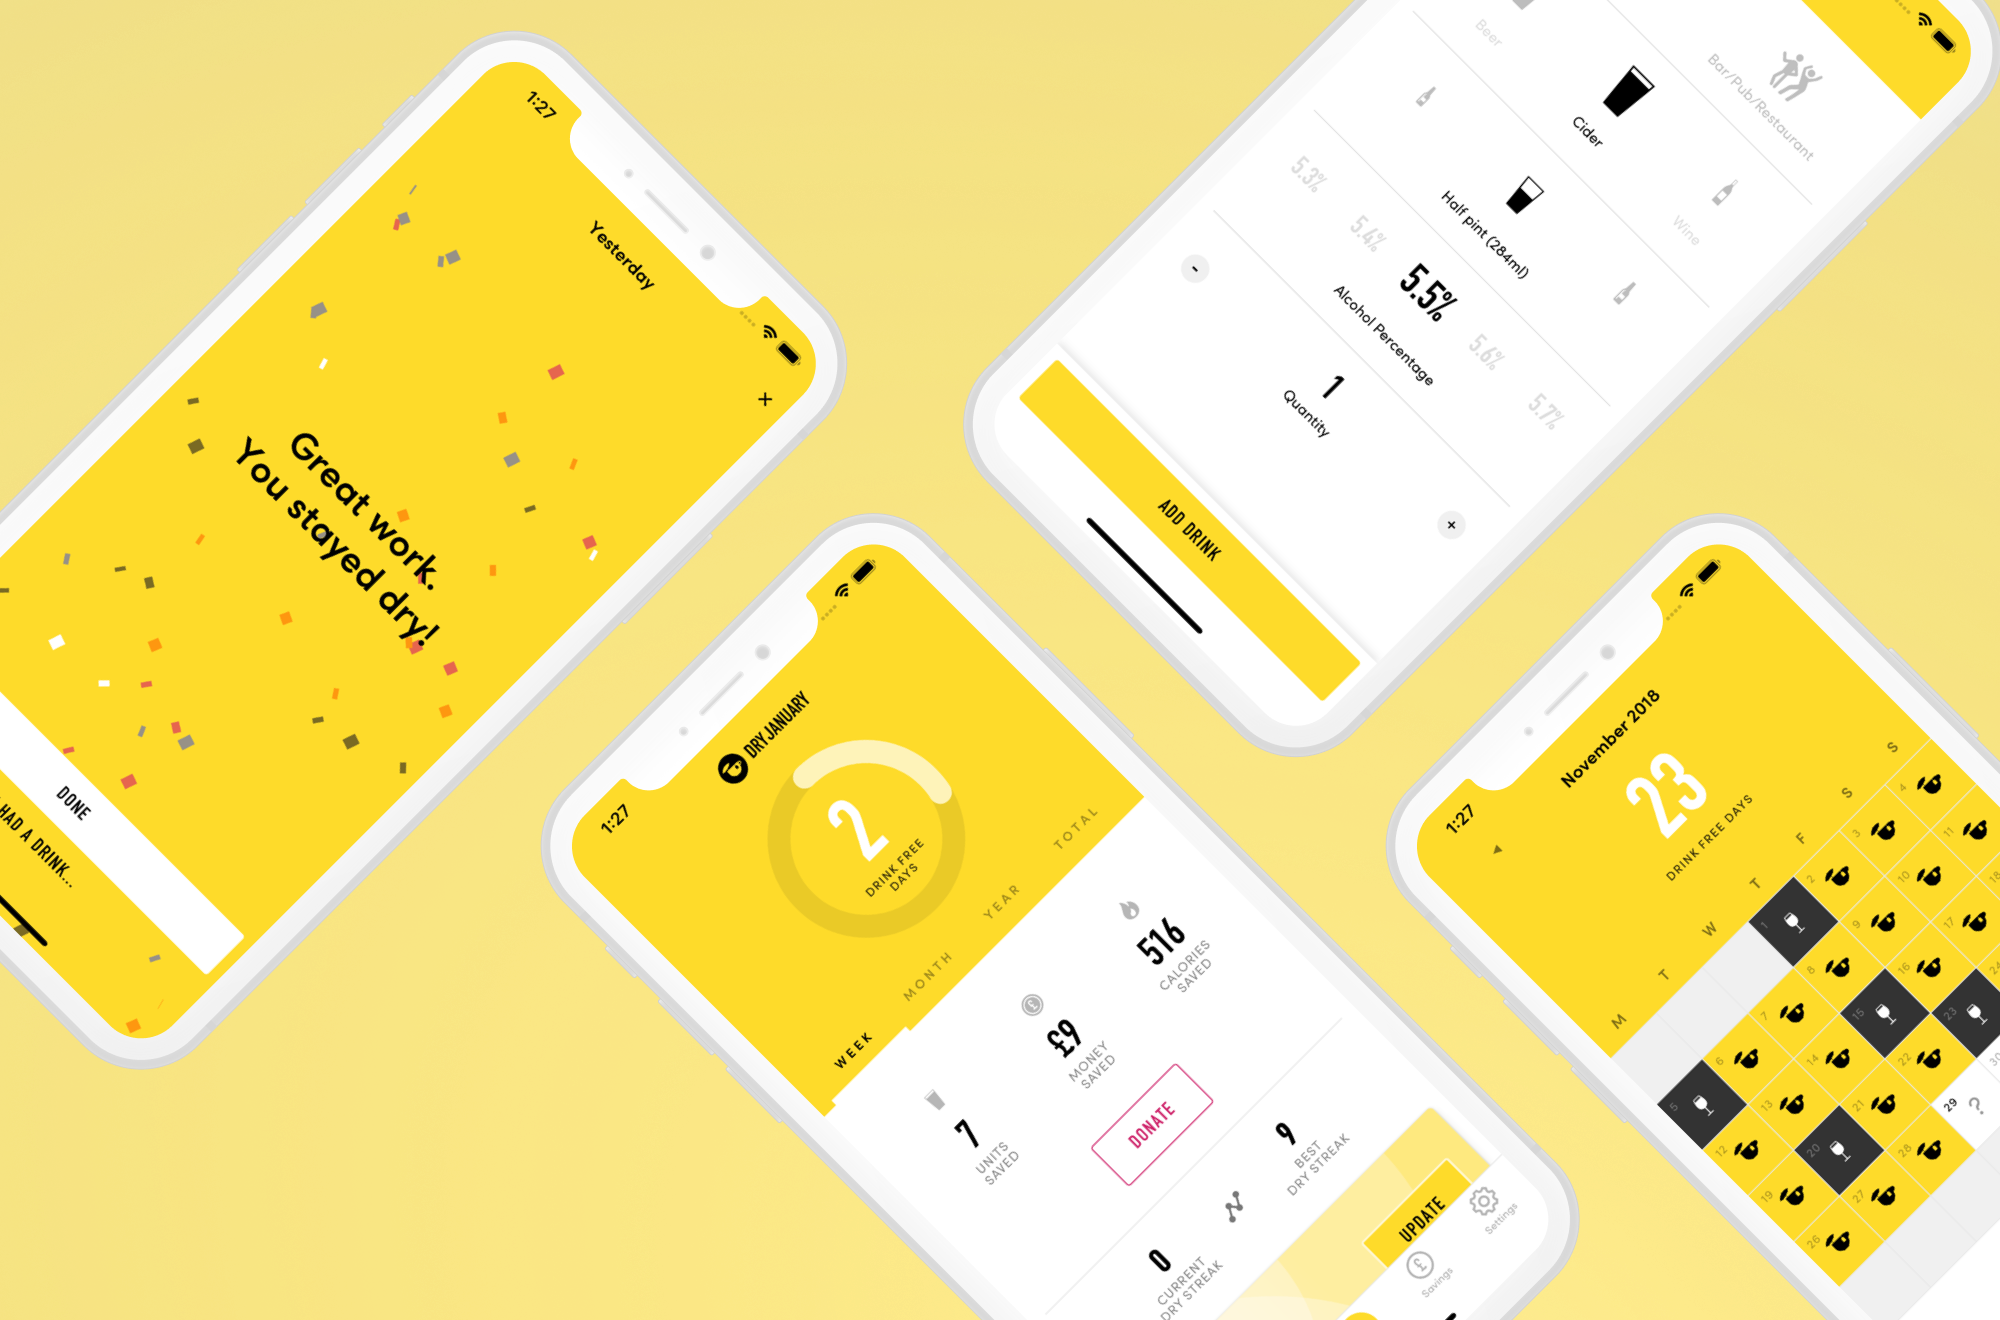 1:27
Yesterday
+
Great work.
You stayed dry!
DONE
HAD A DRINK...
Bar/Pub/Restaurant
Beer
Cider
Wine
Half pint (284ml)
5.3%
5.4%
5.5%
5.6%
5.7%
Alcohol Percentage
-
1
+
Quantity
ADD DRINK
1:27
DRYJANUARY
2
DRINK FREE
DAYS
WEEK
MONTH
YEAR
TOTAL
7
UNITS
SAVED
£9
MONEY
SAVED
516
CALORIES
SAVED
DONATE
0
CURRENT
DRY STREAK
9
BEST
DRY STREAK
UPDATE
£
Savings
Settings
1:27
November 2018
23
DRINK FREE DAYS
M T W T F S S
1 2 3 4
5 6 7 8 9 10 11
12 13 14 15 16 17 18
19 20 21 22 23 24
26 27 28 29 ? 30